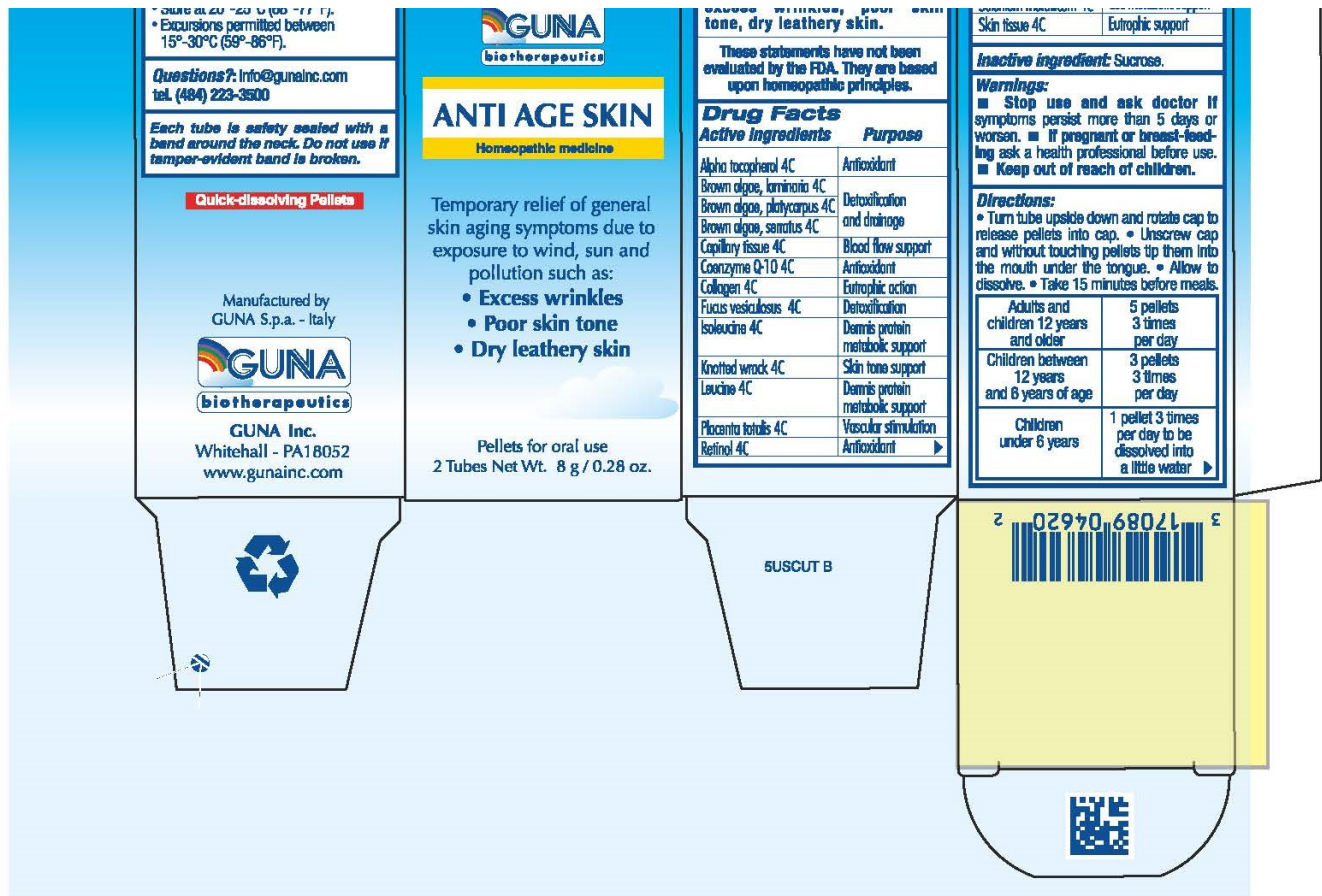 • Store at 20°-25°C (68°-77°F).
• Excursions permitted between
15°-30°C (59°-86°F).
Questions?: info@gunainc.com
tel. (484) 223-3500
Each tube is safety sealed with a
band around the neck. Do not use if
tamper-evident band is broken.
Quick-dissolving Pellets
Manufactured by
GUNA S.p.a. - Italy
GUNA
biotherapeutics
GUNA Inc.
Whitehall - PA18052
www.gunainc.com
GUNA
biotherapeutics
ANTI AGE SKIN
Homeopathic medicine
Temporary relief of general
skin aging symptoms due to
exposure to wind, sun and
pollution such as:
• Excess wrinkles
• Poor skin tone
• Dry leathery skin
Pellets for oral use
2 Tubes Net Wt. 8 g / 0.28 oz.
excess wrinkles, poor skin
tone, dry leathery skin.
These statements have not been
evaluated by the FDA. They are based
upon homeopathic principles.
Drug Facts
Active ingredients Purpose
Alpha tocopherol 4C Antioxidant
Brown algae, laminaria 4C
Brown algae, platycarpus 4C Detoxification
Brown algae, serratus 4C and drainage
Capillary tissue 4C Blood flow support
Coenzyme Q-10 4C Antioxidant
Collagen 4C Eutrophic action
Fucus vesiculosus 4C Detoxification
Isoleucine 4C Dermis protein
metabolic support
Knotted wrack 4C Skin tone support
Leucine 4C Dermis protein
metabolic support
Placenta totalis 4C Vascular stimulation
Retinol 4C Antioxidant
5USCUT B
Skin tissue 4C Eutrophic support
Inactive ingredient: Sucrose.
Warnings:
■ Stop use and ask doctor if
symptoms persist more than 5 days or
worsen. ■ If pregnant or breast-feed-
ing ask a health professional before use.
■ Keep out of reach of children.
Directions:
• Turn tube upside down and rotate cap to
release pellets into cap. • Unscrew cap
and without touching pellets tip them into
the mouth under the tongue. • Allow to
dissolve. • Take 15 minutes before meals.
Adults and 5 pellets
children 12 years 3 times
and older per day
Children between 3 pellets
12 years 3 times
and 6 years of age per day
Children 1 pellet 3 times
under 6 years per day to be
dissolved into
a little water
3 17089 04620 2